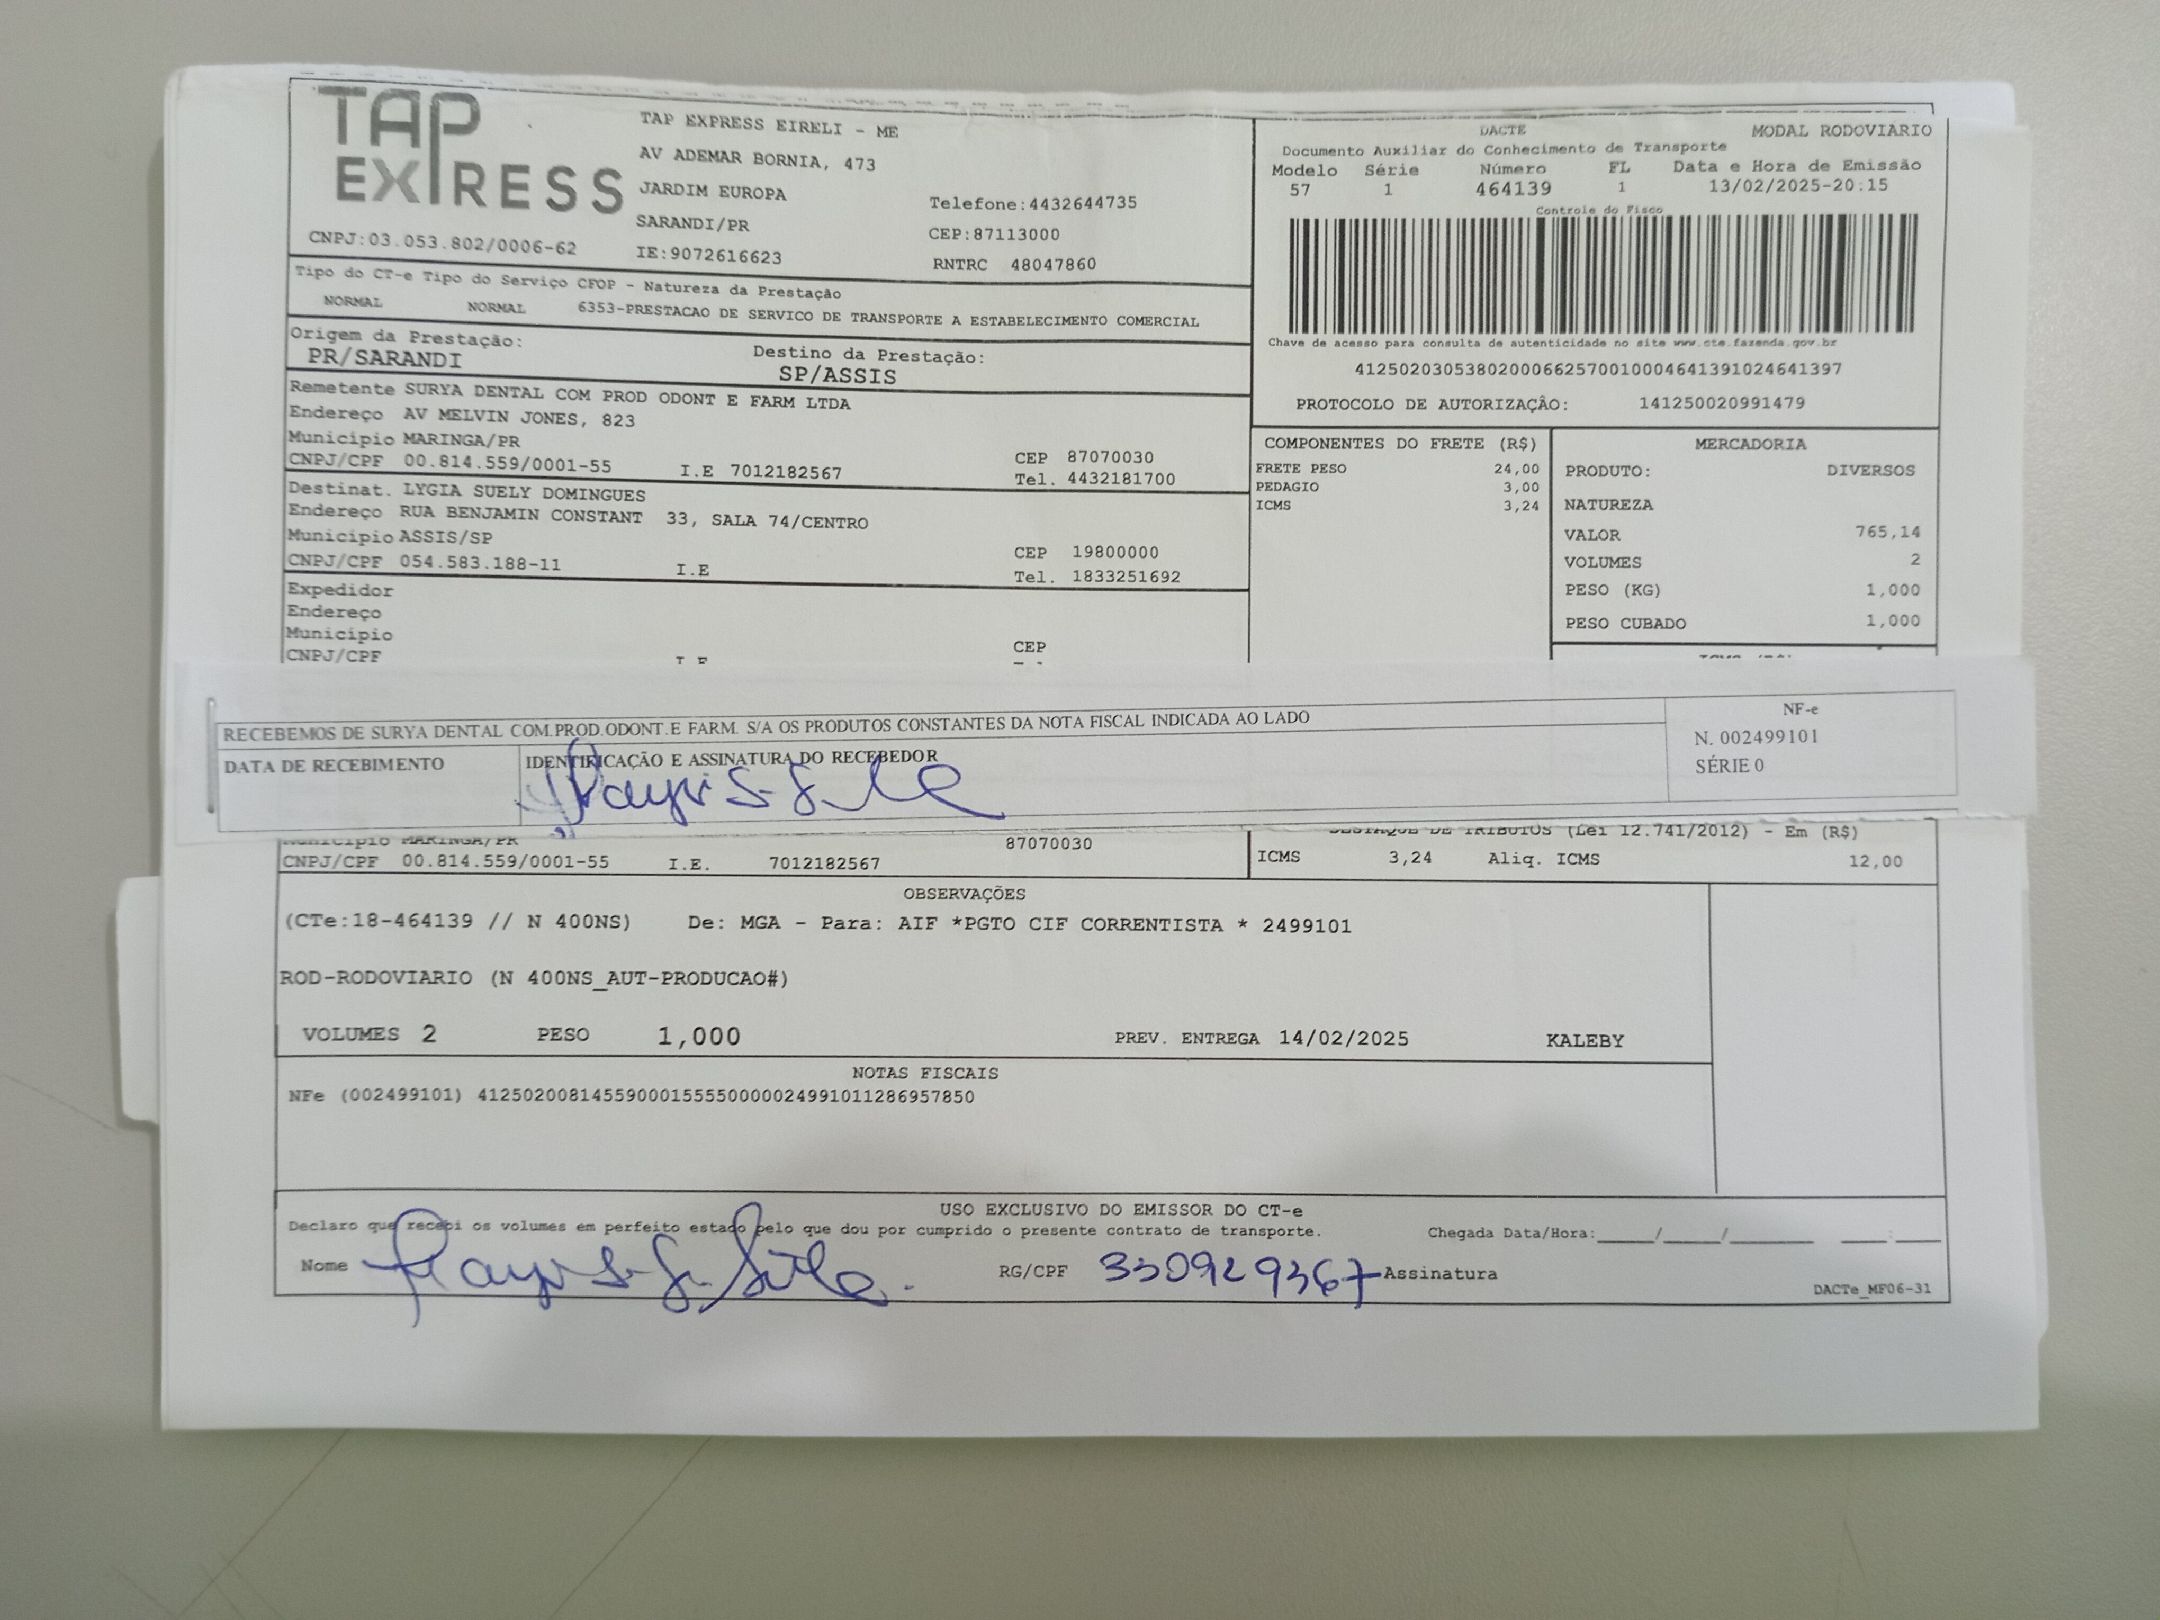 TAP EXPRESS
TAP EXPRESS EIRELI - ME
AV ADEMAR BORNIA, 473
JARDIM EUROPA
SARANDI/PR
Telefone:4432644735
CEP:87113000
CNPJ:03.053.802/0006-62
IE:9072616623
RNTRC 48047860
DACTE MODAL RODOVIARIO
Documento Auxiliar do Conhecimento de Transporte
Modelo Série Número FL Data e Hora de Emissão
57 1 464139 1 13/02/2025-20:15
Controle do Fisco
Chave de acesso para consulta de autenticidade no site www.cte.fazenda.gov.br
41250203053802000662570010004641391024641397
PROTOCOLO DE AUTORIZAÇÂO: 141250020991479
Tipo do CT-e Tipo do Serviço CFOP - Natureza da Prestação
NORMAL NORMAL 6353-PRESTACAO DE SERVICO DE TRANSPORTE A ESTABELECIMENTO COMERCIAL
Origem da Prestação: Destino da Prestação:
PR/SARANDI SP/ASSIS
Remetente SURYA DENTAL COM PROD ODONT E FARM LTDA
Endereço AV MELVIN JONES, 823
Município MARINGA/PR CEP 87070030
CNPJ/CPF 00.814.559/0001-55 I.E 7012182567 Tel. 4432181700
Destinat. LYGIA SUELY DOMINGUES
Endereço RUA BENJAMIN CONSTANT 33, SALA 74/CENTRO
Município ASSIS/SP CEP 19800000
CNPJ/CPF 054.583.188-11 I.E Tel. 1833251692
Expedidor
Endereço
Município CEP
CNPJ/CPF
COMPONENTES DO FRETE (R$)
FRETE PESO 24,00
PEDAGIO 3,00
ICMS 3,24
MERCADORIA
PRODUTO: DIVERSOS
NATUREZA
VALOR 765,14
VOLUMES 2
PESO (KG) 1,000
PESO CUBADO 1,000
RECEBEMOS DE SURYA DENTAL COM.PROD.ODONT.E FARM. S/A OS PRODUTOS CONSTANTES DA NOTA FISCAL INDICADA AO LADO
DATA DE RECEBIMENTO IDENTIFICAÇÃO E ASSINATURA DO RECEBEDOR
NF-e
N. 002499101
SÉRIE 0
Município MARINGA/PR 87070030
CNPJ/CPF 00.814.559/0001-55 I.E. 7012182567
DESTAQUE DE TRIBUTOS (Lei 12.741/2012) - Em (R$)
ICMS 3,24 Aliq. ICMS 12,00
OBSERVAÇÕES
(CTe:18-464139 // N 400NS) De: MGA - Para: AIF *PGTO CIF CORRENTISTA * 2499101
ROD-RODOVIARIO (N 400NS_AUT-PRODUCAO#)
VOLUMES 2 PESO 1,000 PREV. ENTREGA 14/02/2025 KALEBY
NOTAS FISCAIS
NFe (002499101) 41250200814559000155550000024991011286957850
USO EXCLUSIVO DO EMISSOR DO CT-e
Declaro que recebi os volumes em perfeito estado pelo que dou por cumprido o presente contrato de transporte. Chegada Data/Hora:
Nome RG/CPF 330929367 Assinatura
DACTe_MF06-31